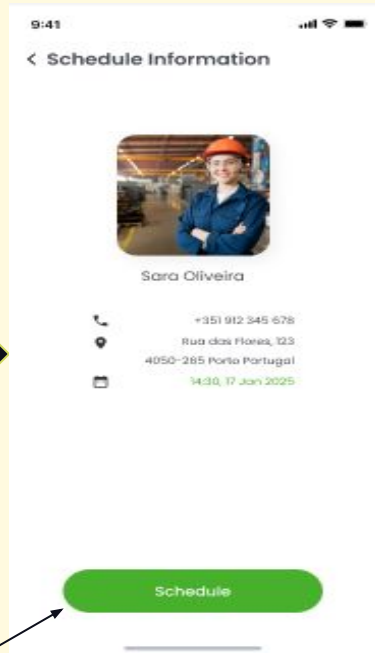 9:41
Schedule Information
Sara Oliveira
+351 912 345 678
Rua das Flores, 123
4050-265 Porto Portugal
14:30, 17 Jan 2025
Schedule